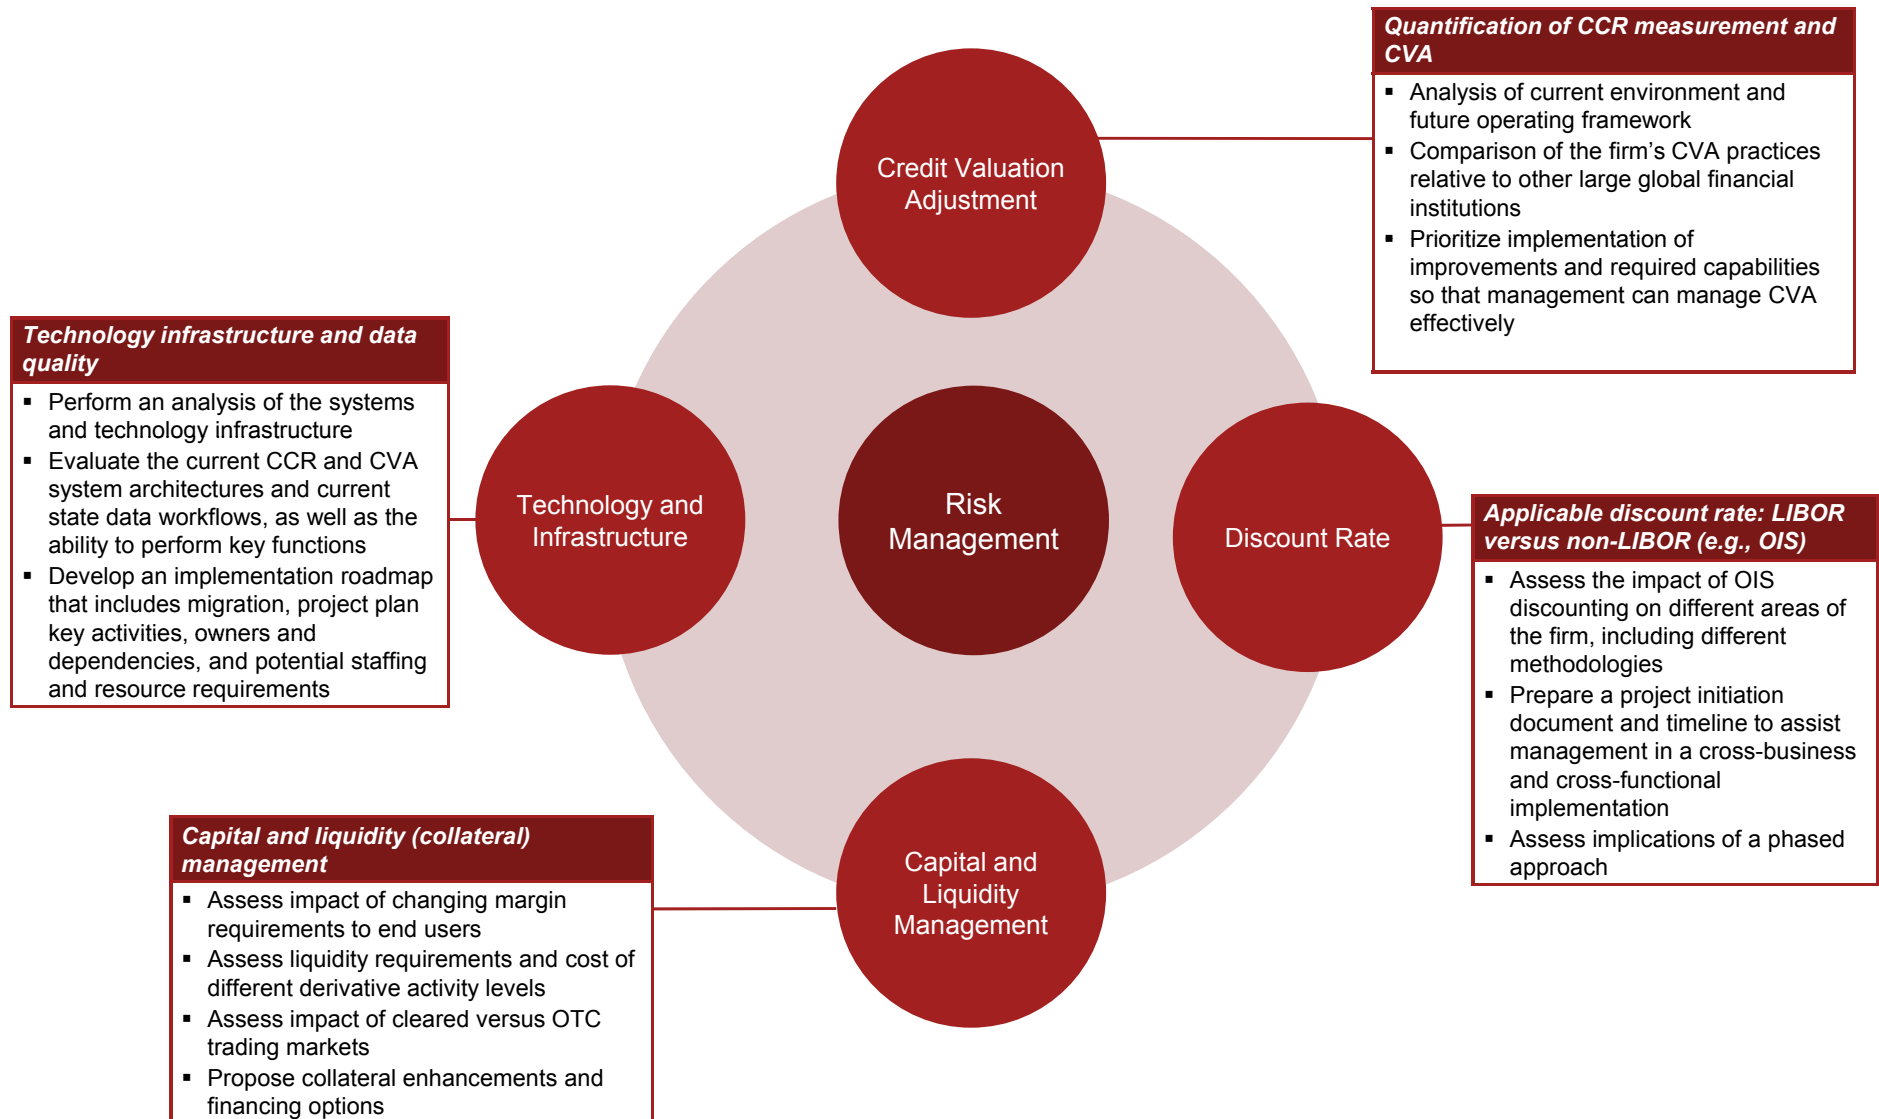 Quantification of CCR measurement and
CVA
▪ Analysis of current environment and
future operating framework
▪ Comparison of the firm's CVA practices
relative to other large global financial
institutions
▪ Prioritize implementation of
improvements and required capabilities
so that management can manage CVA
effectively
Credit Valuation
Adjustment
Technology infrastructure and data
quality
▪ Perform an analysis of the systems
and technology infrastructure
▪ Evaluate the current CCR and CVA
system architectures and current
state data workflows, as well as the
ability to perform key functions
▪ Develop an implementation roadmap
that includes migration, project plan
key activities, owners and
dependencies, and potential staffing
and resource requirements
Technology and
Infrastructure
Risk
Management
Discount Rate
Applicable discount rate: LIBOR
versus non-LIBOR (e.g., OIS)
▪ Assess the impact of OIS
discounting on different areas of
the firm, including different
methodologies
▪ Prepare a project initiation
document and timeline to assist
management in a cross-business
and cross-functional
implementation
▪ Assess implications of a phased
approach
Capital and liquidity (collateral)
management
▪ Assess impact of changing margin
requirements to end users
▪ Assess liquidity requirements and cost of
different derivative activity levels
▪ Assess impact of cleared versus OTC
trading markets
▪ Propose collateral enhancements and
financing options
Capital and
Liquidity
Management